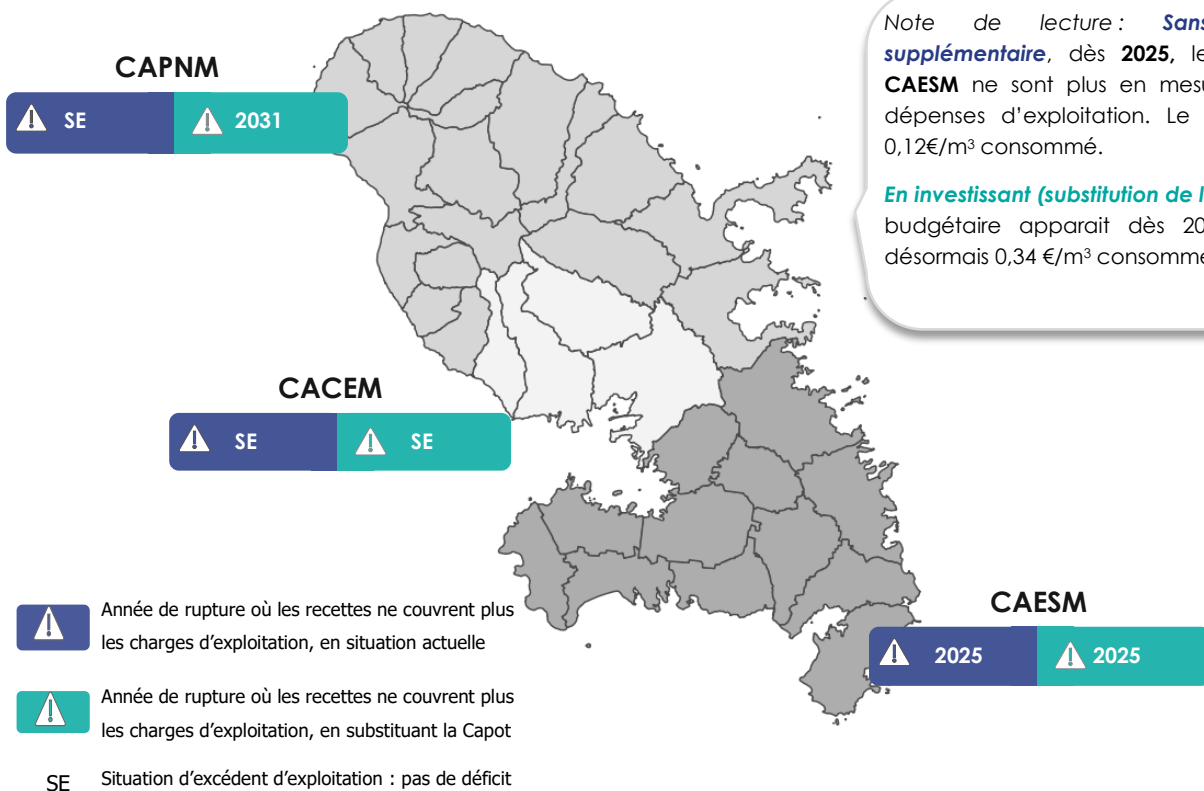 CAPNM
SE 2031
Note de lecture : Sans
supplémentaire, dès 2025, le
CAESM ne sont plus en mesu
dépenses d'exploitation. Le
0,12€/m³ consommé.
En investissant (substitution de l
budgétaire apparait dès 20
désormais 0,34 €/m³ consommé
CACEM
SE SE
CAESM
2025 2025
Année de rupture où les recettes ne couvrent plus
les charges d'exploitation, en situation actuelle
Année de rupture où les recettes ne couvrent plus
les charges d'exploitation, en substituant la Capot
SE Situation d'excédent d'exploitation : pas de déficit